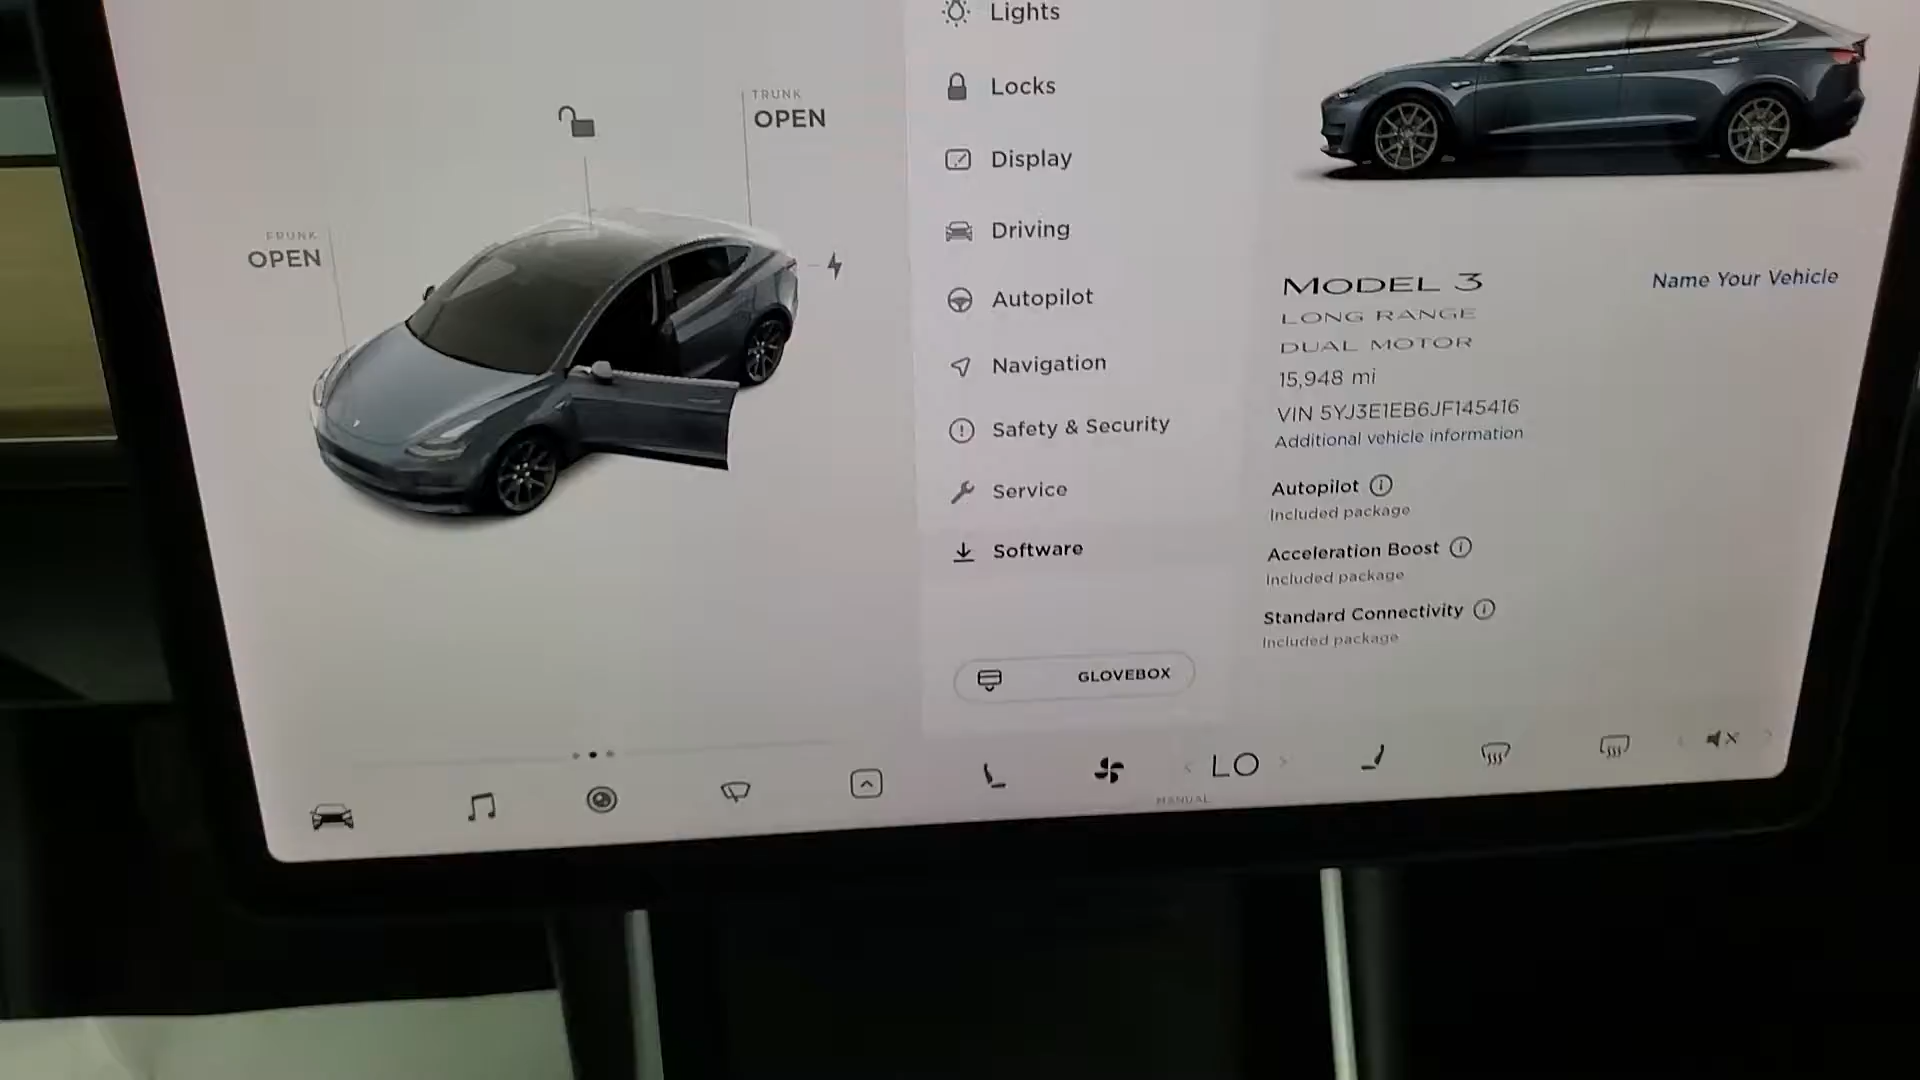 TRUNK
OPEN
FRUNK
OPEN
Lights
Locks
Display
Driving
Autopilot
Navigation
Safety & Security
Service
Software
GLOVEBOX
MODEL 3
LONG RANGE
DUAL MOTOR
15,948 mi
VIN 5YJ3E1EB6JF145416
Additional vehicle information
Name Your Vehicle
Autopilot
Included package
Acceleration Boost
Included package
Standard Connectivity
Included package
LO
MANUAL